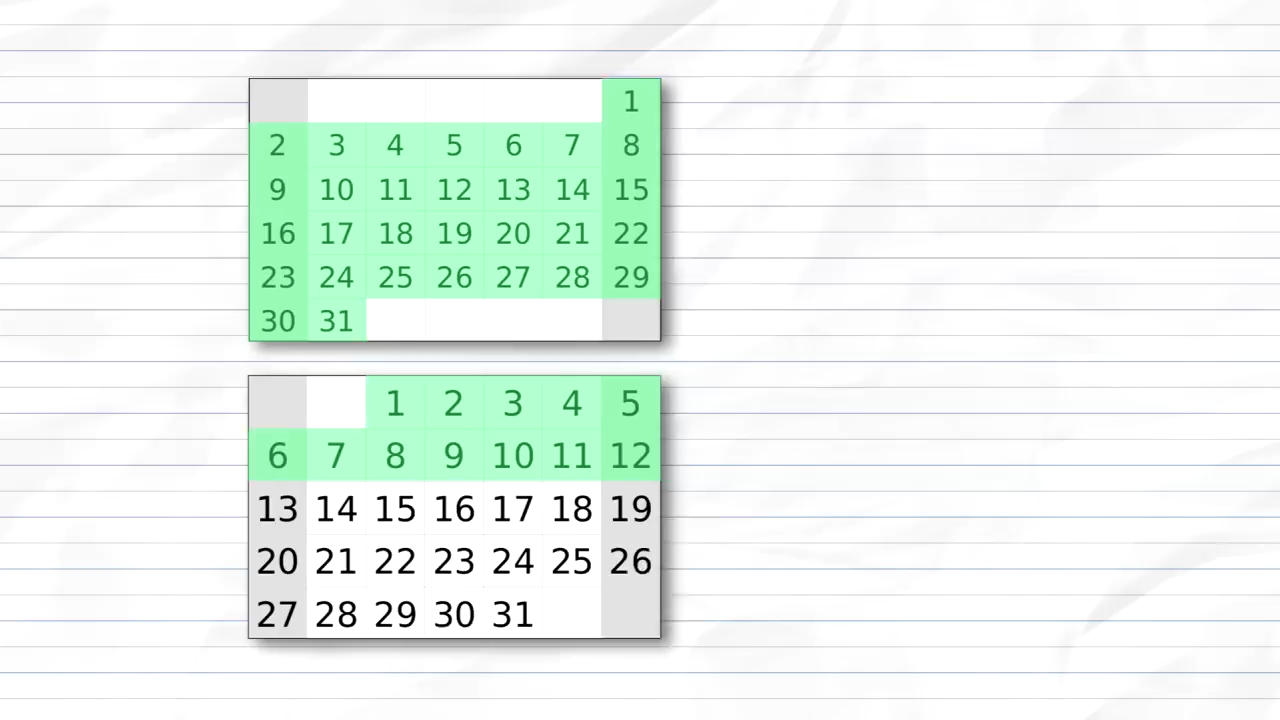 1
2 3 4 5 6 7 8
9 10 11 12 13 14 15
16 17 18 19 20 21 22
23 24 25 26 27 28 29
30 31
1 2 3 4 5
6 7 8 9 10 11 12
13 14 15 16 17 18 19
20 21 22 23 24 25 26
27 28 29 30 31